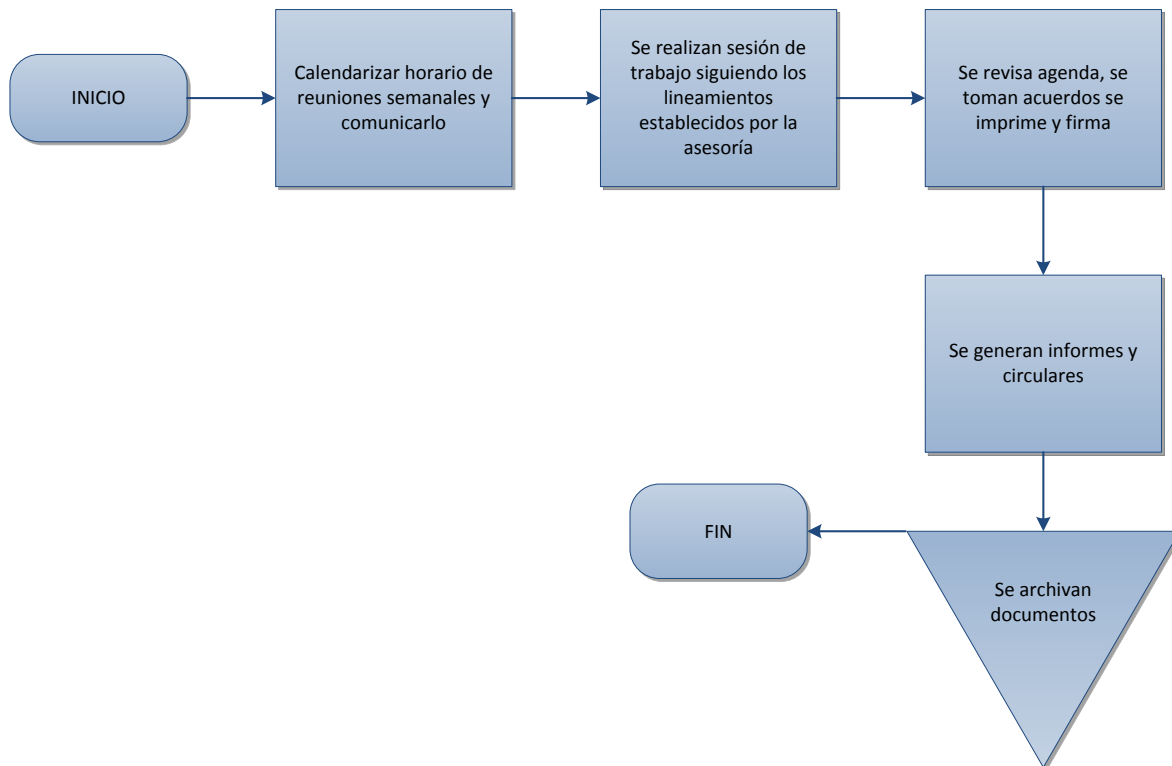 INICIO
Calendarizar horario de
reuniones semanales y
comunicarlo
Se realizan sesión de
trabajo siguiendo los
lineamientos
establecidos por la
asesoría
Se revisa agenda, se
toman acuerdos se
imprime y firma
Se generan informes y
circulares
FIN
Se archivan
documentos